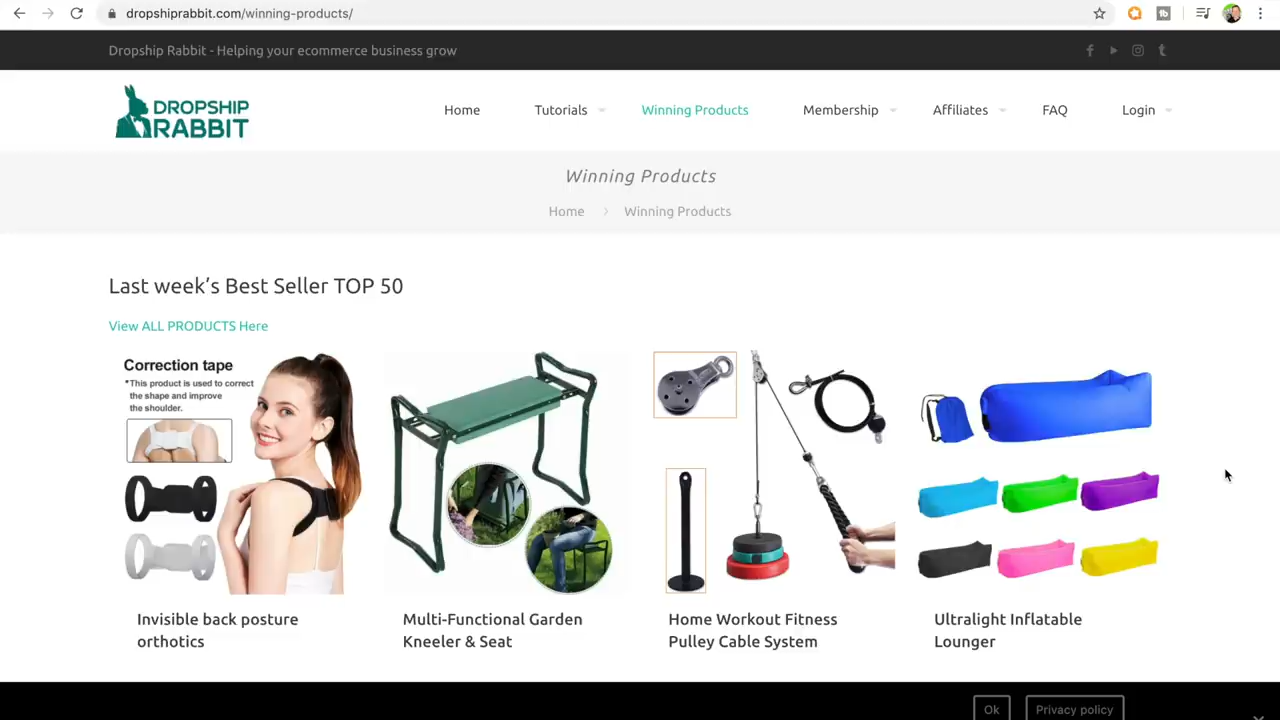 dropshiprabbit.com/winning-products/
Dropship Rabbit - Helping your ecommerce business grow
DROPSHIP
RABBIT
Home
Tutorials
Winning Products
Membership
Affiliates
FAQ
Login
Winning Products
Home > Winning Products
Last week's Best Seller TOP 50
View ALL PRODUCTS Here
Correction tape
*This product is used to correct
the shape and improve
the shoulder.
Invisible back posture
orthotics
Multi-Functional Garden
Kneeler & Seat
Home Workout Fitness
Pulley Cable System
Ultralight Inflatable
Lounger
Ok
Privacy policy